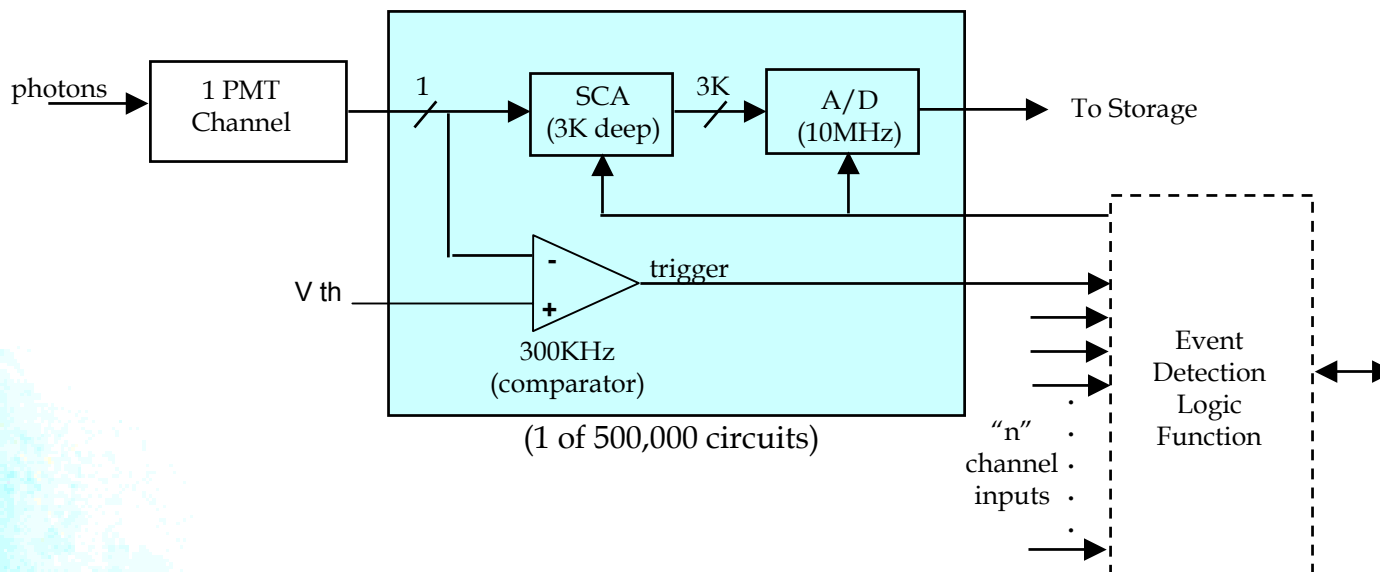 photons
1 PMT
Channel
1
SCA
(3K deep)
3K
A/D
(10MHz)
To Storage
-
trigger
V th
+
300KHz
(comparator)
(1 of 500,000 circuits)
"n"
channel
inputs
Event
Detection
Logic
Function